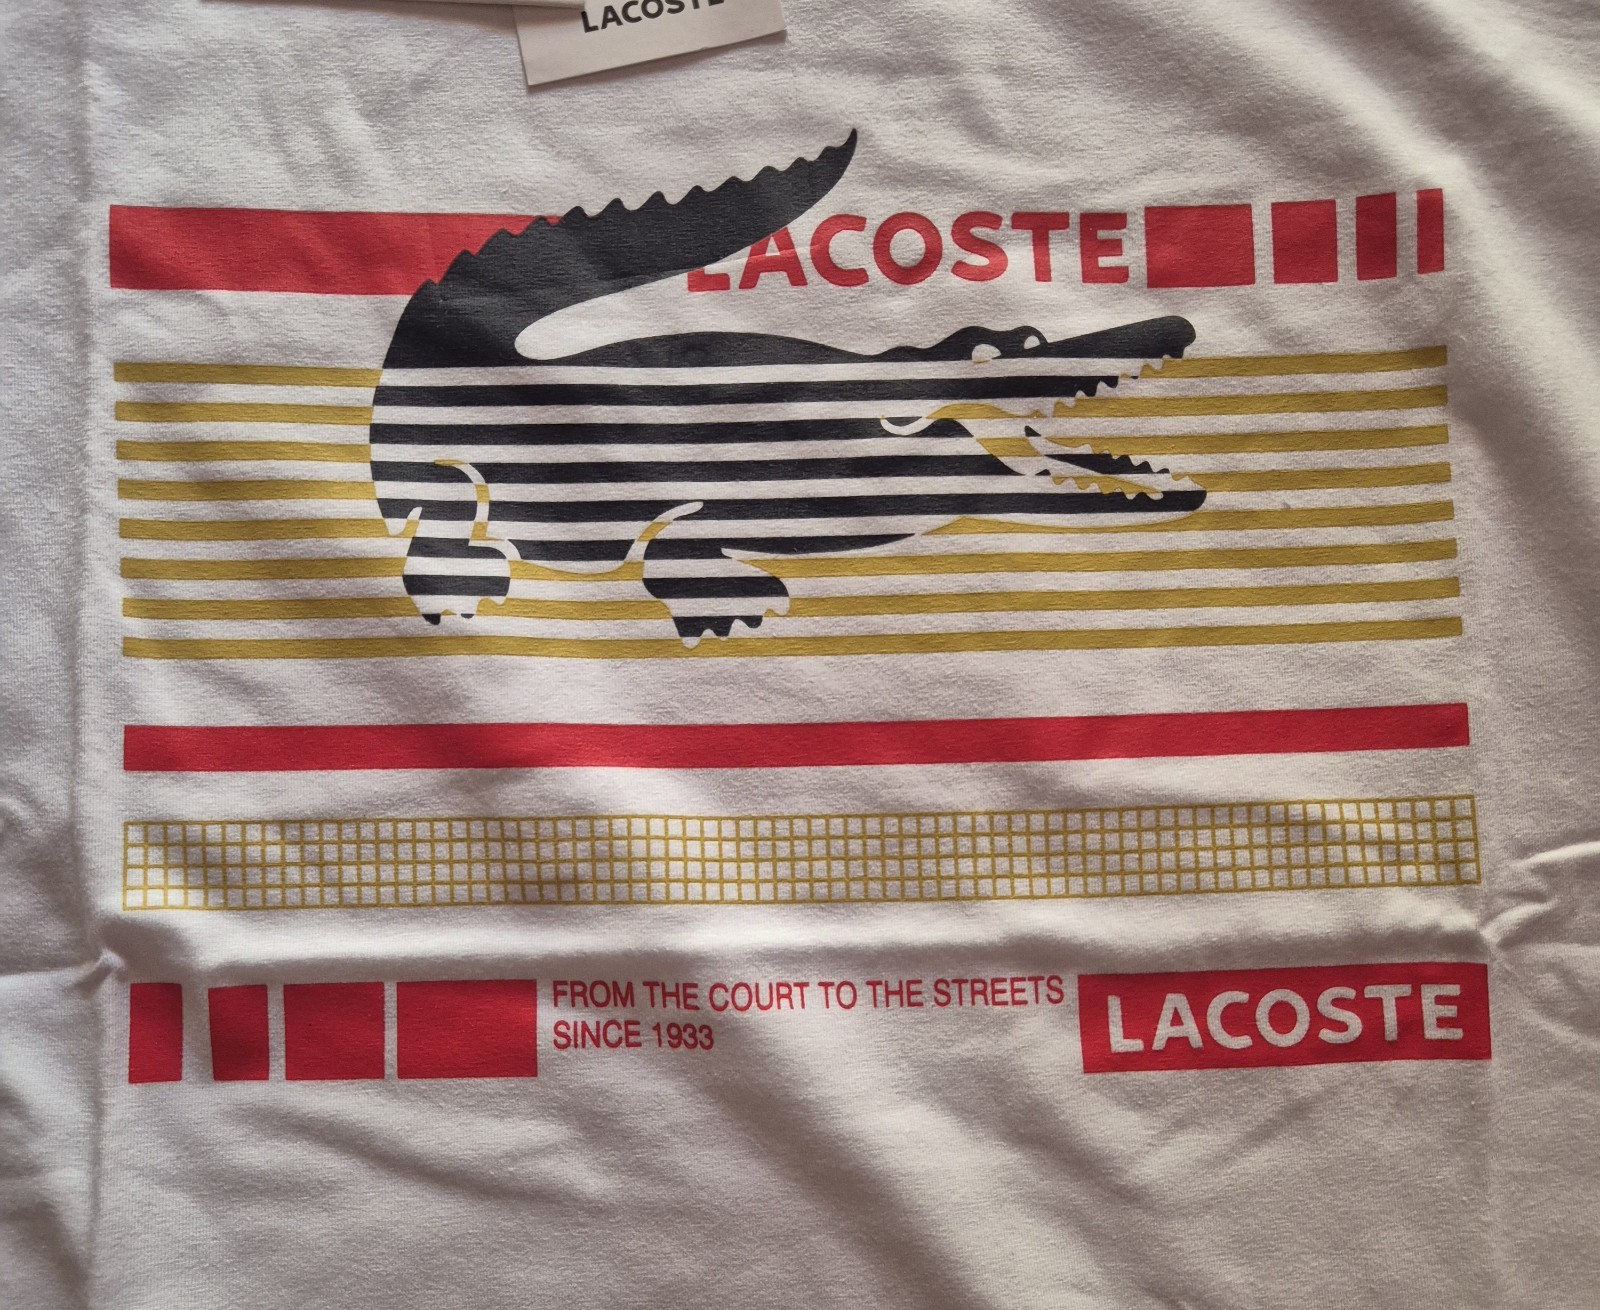 LACOSTE
LACOSTE
FROM THE COURT TO THE STREETS
SINCE 1933
LACOSTE